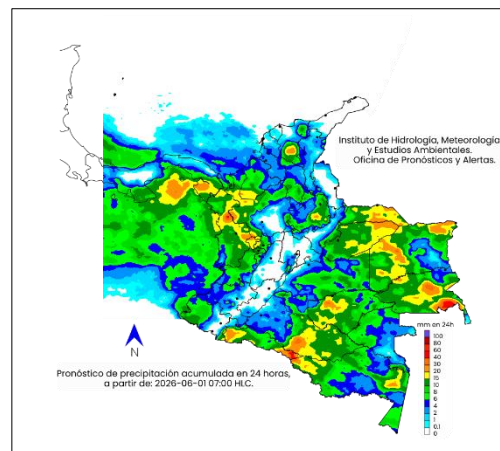 Instituto de Hidrología, Meteorología
y Estudios Ambientales.
Oficina de Pronósticos y Alertas.
mm en 24h
100
80
60
40
30
20
15
10
8
6
4
2
1
0,1
0
N
Pronóstico de precipitación acumulada en 24 horas,
a partir de: 2026-06-01 07:00 HLC.